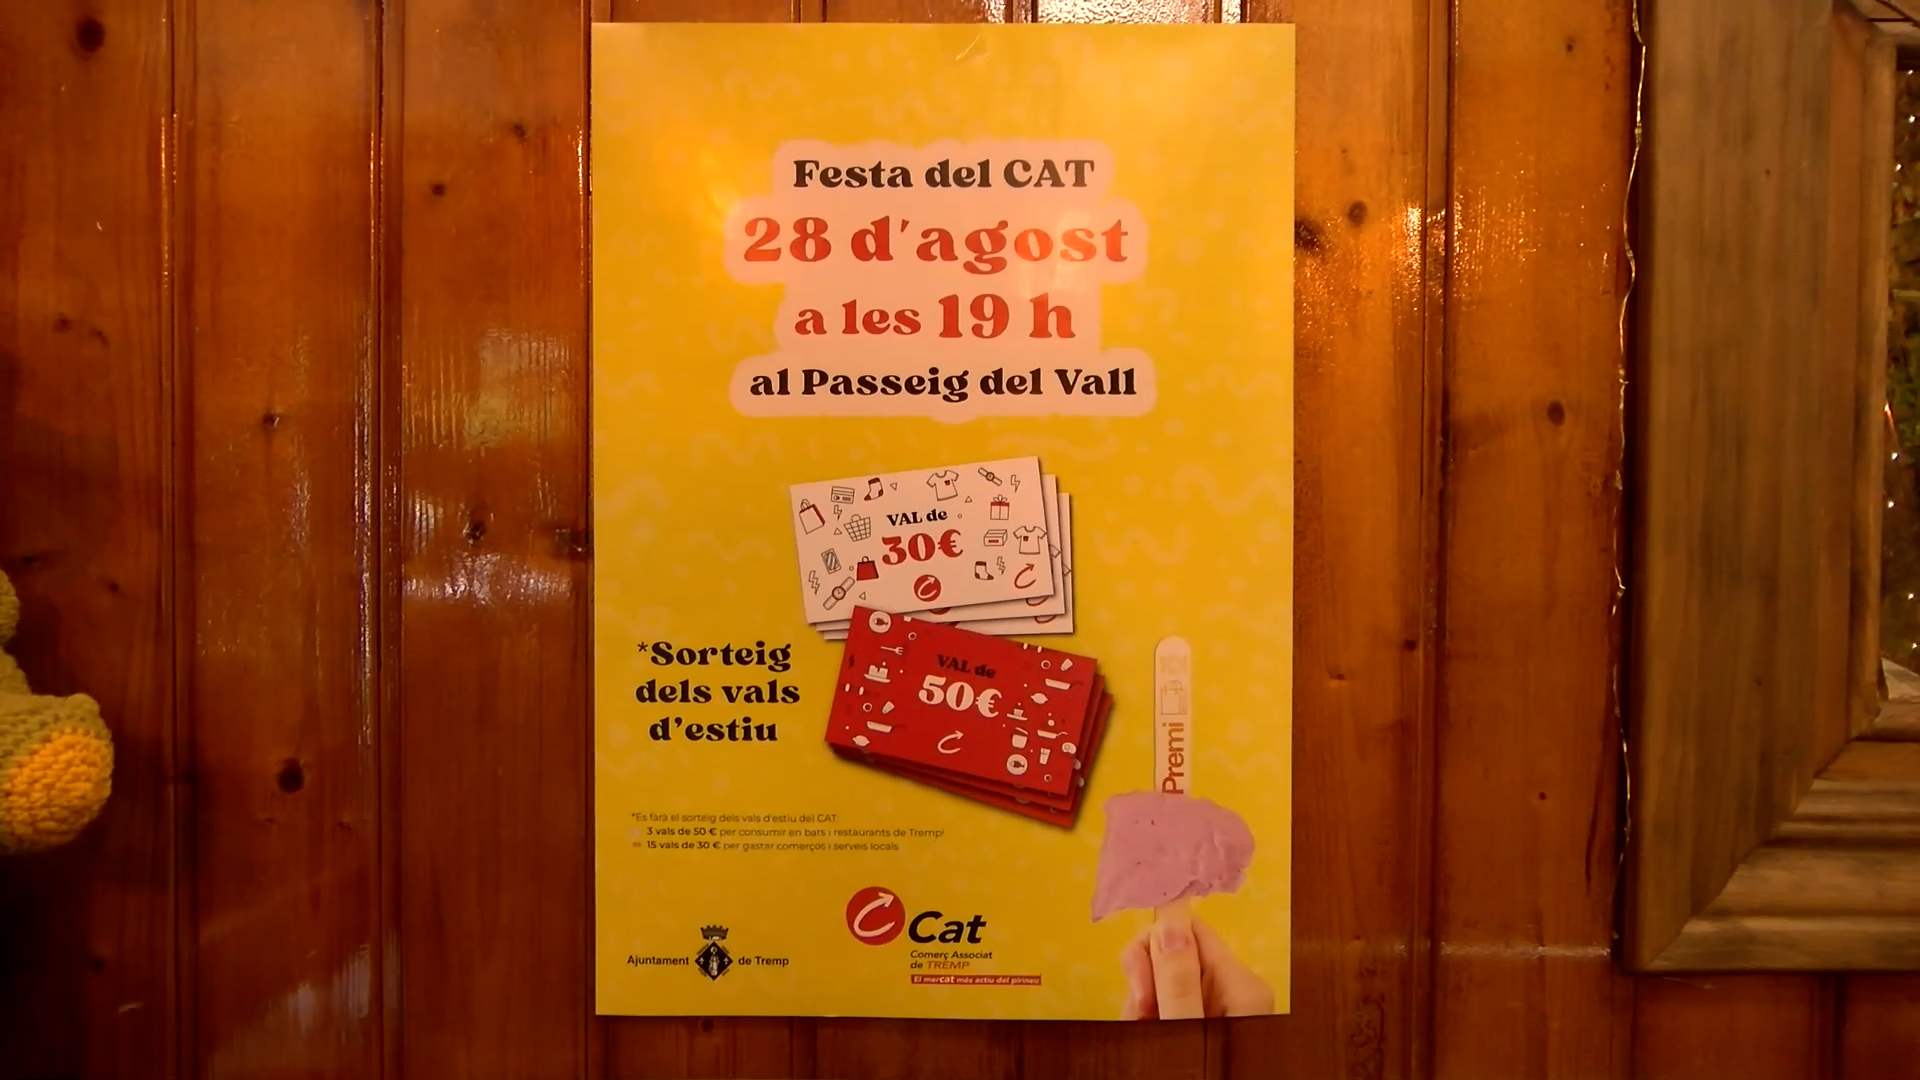 Festa del CAT
28 d'agost
a les 19 h
al Passeig del Vall
VAL de
30€
*Sorteig
dels vals
d'estiu
VAL de
50€
Premi
*Es farà el sorteig dels vals d'estiu del CAT:
3 vals de 50 € per consumir en bars i restaurants de Tremp!
15 vals de 30 € per gastar comerços i serveis locals
Ajuntament de Tremp
Cat
Comerç Associat
de TREMP
El mercat més actiu del pirineu